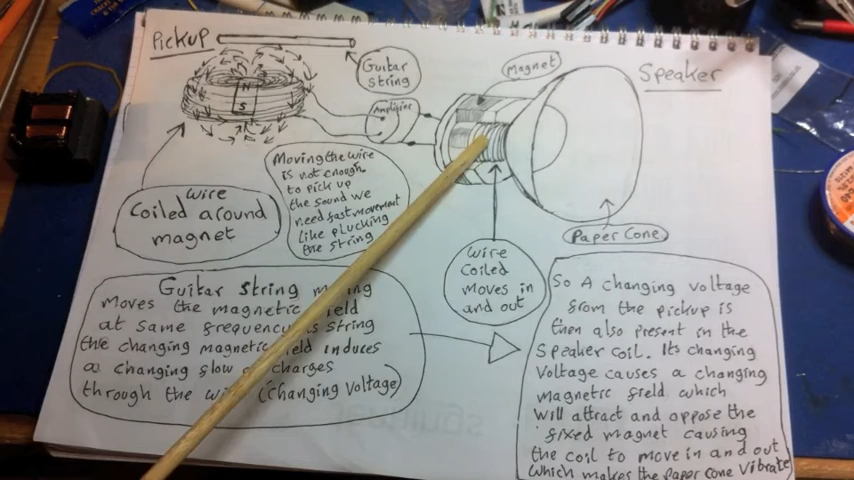 Pickup
Guitar
string
Magnet
Speaker
Amplifier
N
S
Moving the wire
is not enough
to pick up
the sound we
need fast movement
like plucking
the string
wire
Coiled around
magnet
Paper Cone
Wire
Coiled
moves in
and out
Guitar String
moves the magnetic field
at same frequency as string
the changing magnetic field induces
a changing flow of charges
through the wire (changing Voltage)
So A changing voltage
from the pickup is
then also present in the
Speaker coil. Its changing
Voltage causes a changing
magnetic field which
will attract and oppose the
fixed magnet causing
the coil to move in and out
which makes the Paper Cone Vibrate